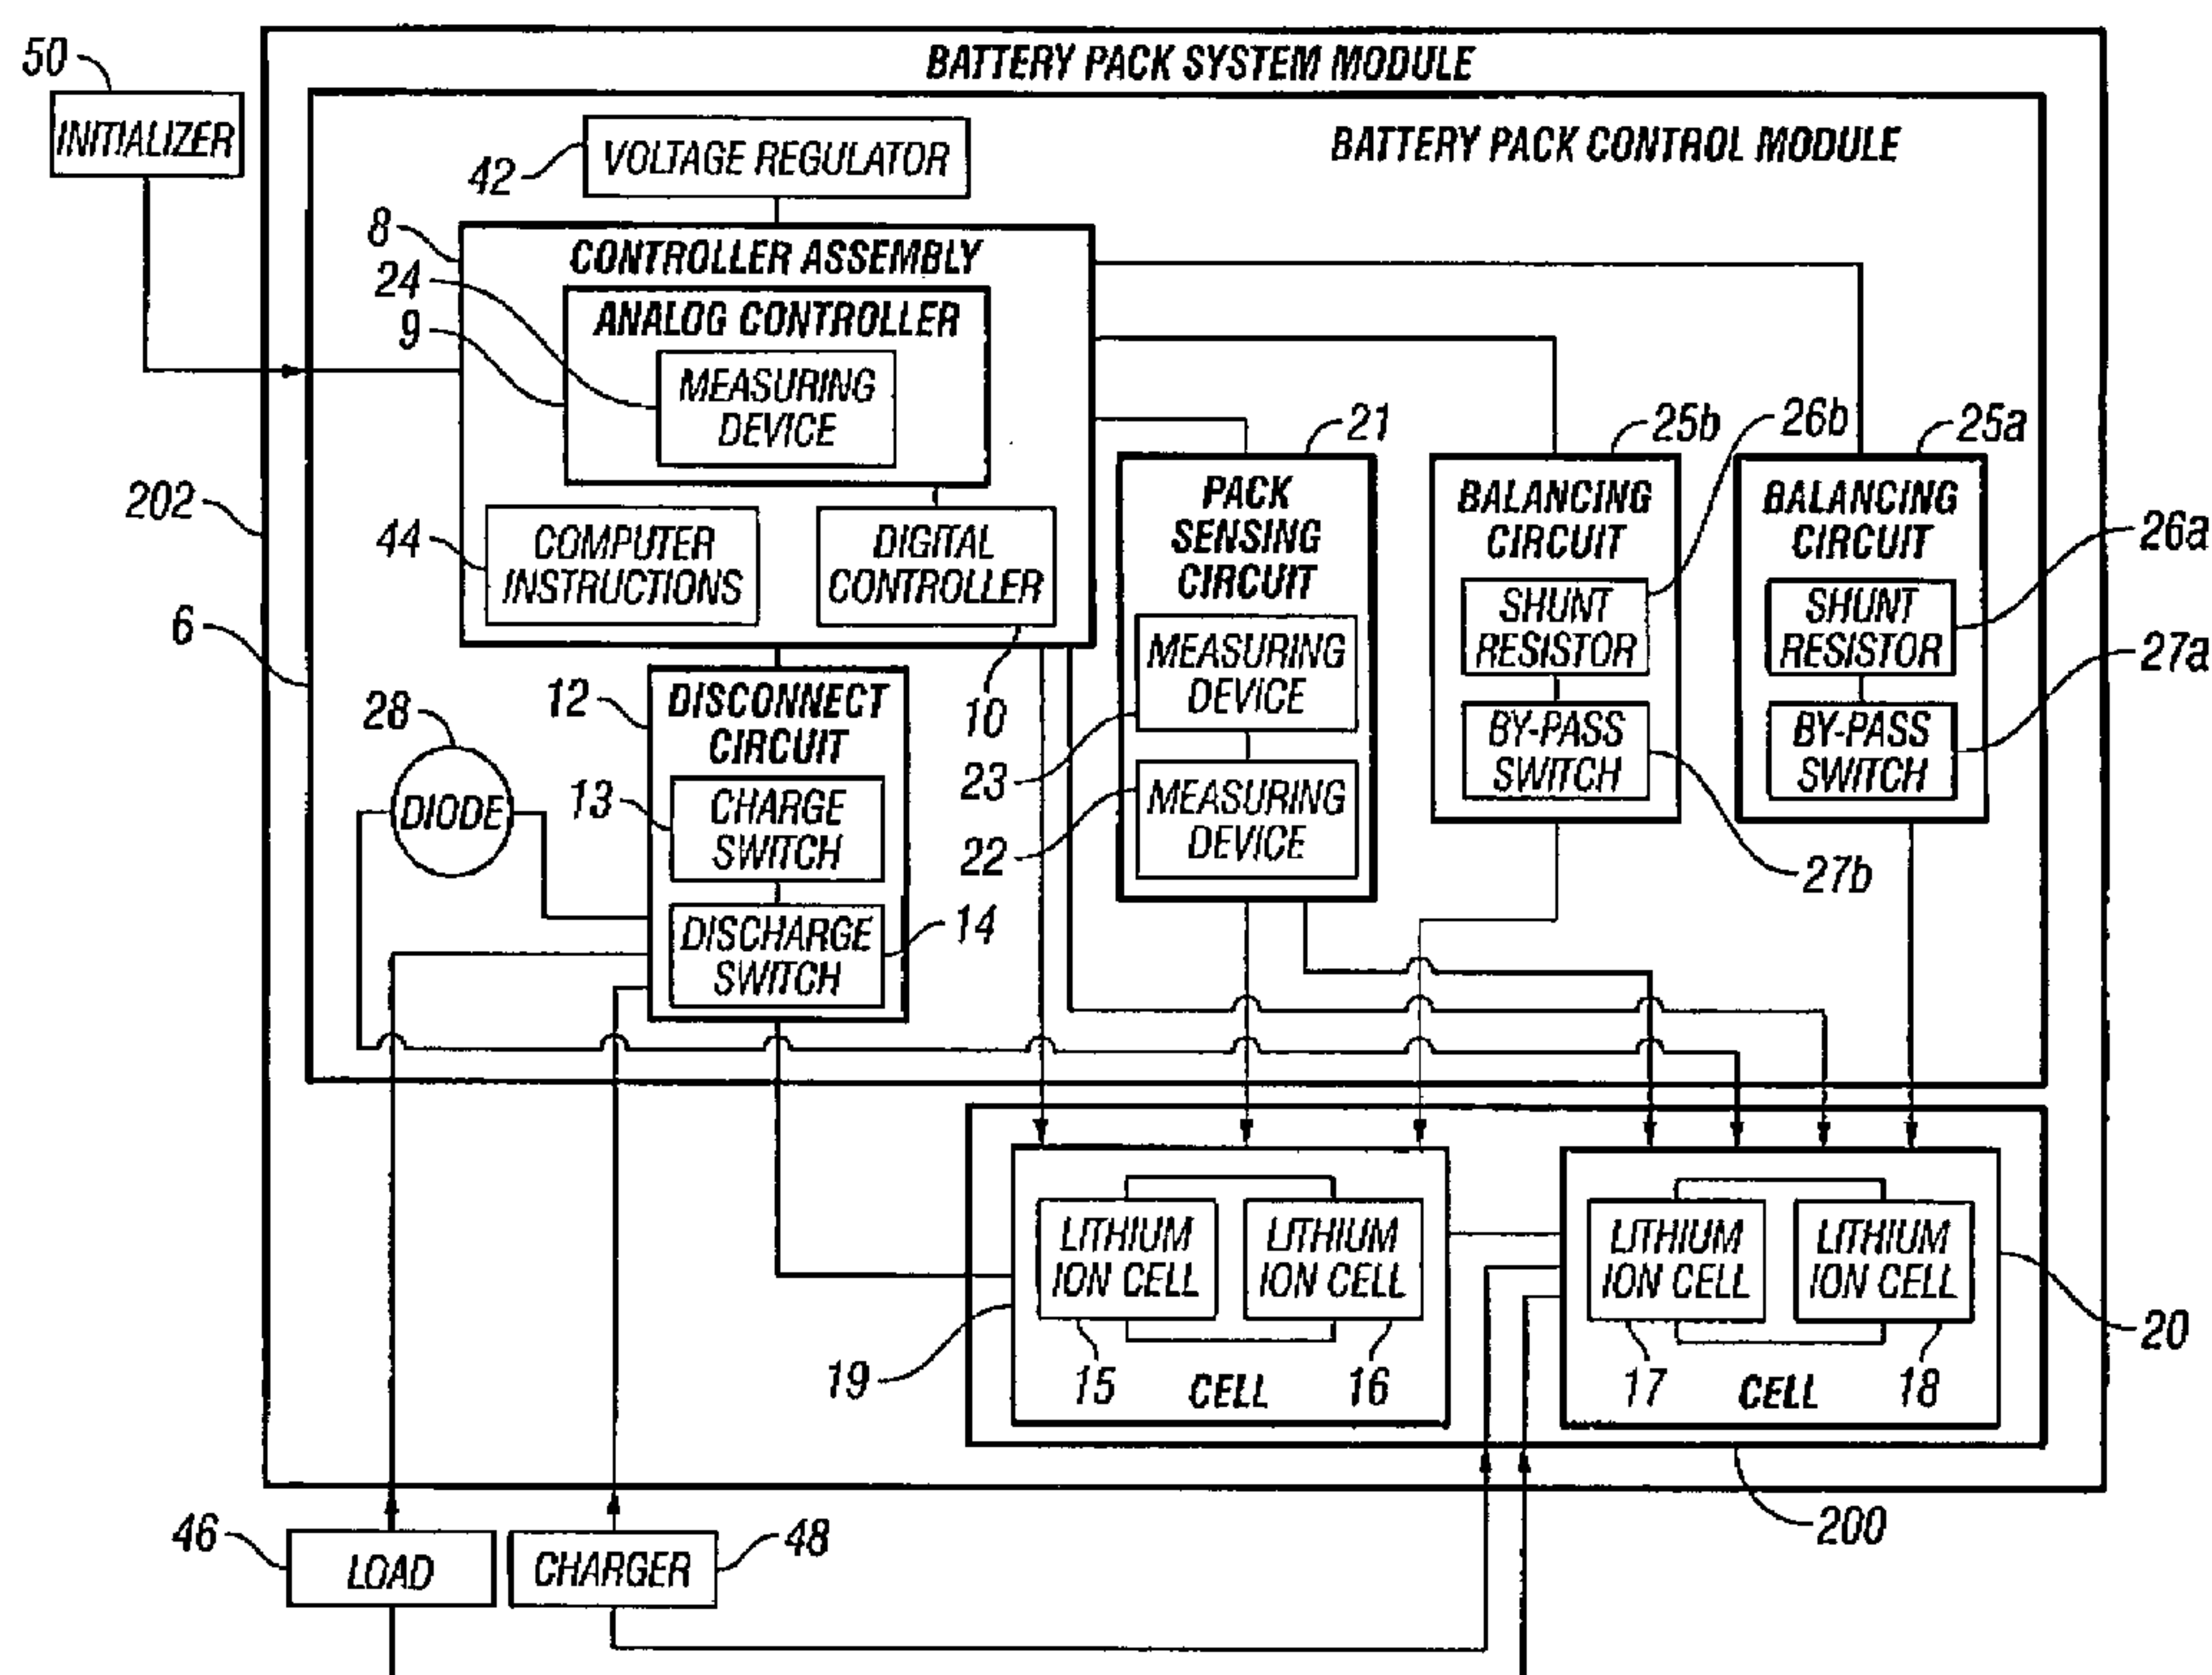 50
BATTERY PACK SYSTEM MODULE
INITIALIZER
BATTERY PACK CONTROL MODULE
42
VOLTAGE REGULATOR
8
CONTROLLER ASSEMBLY
24
ANALOG CONTROLLER
9
MEASURING
DEVICE
21
25b
26b
25a
202
44
COMPUTER
INSTRUCTIONS
DIGITAL
CONTROLLER
PACK
SENSING
CIRCUIT
BALANCING
CIRCUIT
BALANCING
CIRCUIT
26a
6
SHUNT
RESISTOR
SHUNT
RESISTOR
27a
MEASURING
DEVICE
12
DISCONNECT
CIRCUIT
10
28
BY-PASS
SWITCH
BY-PASS
SWITCH
23
DIODE
13
CHARGE
SWITCH
MEASURING
DEVICE
22
27b
DISCHARGE
SWITCH
14
LITHIUM
ION CELL
LITHIUM
ION CELL
LITHIUM
ION CELL
LITHIUM
ION CELL
20
19
15
CELL
16
17
CELL
18
200
46
LOAD
CHARGER
48